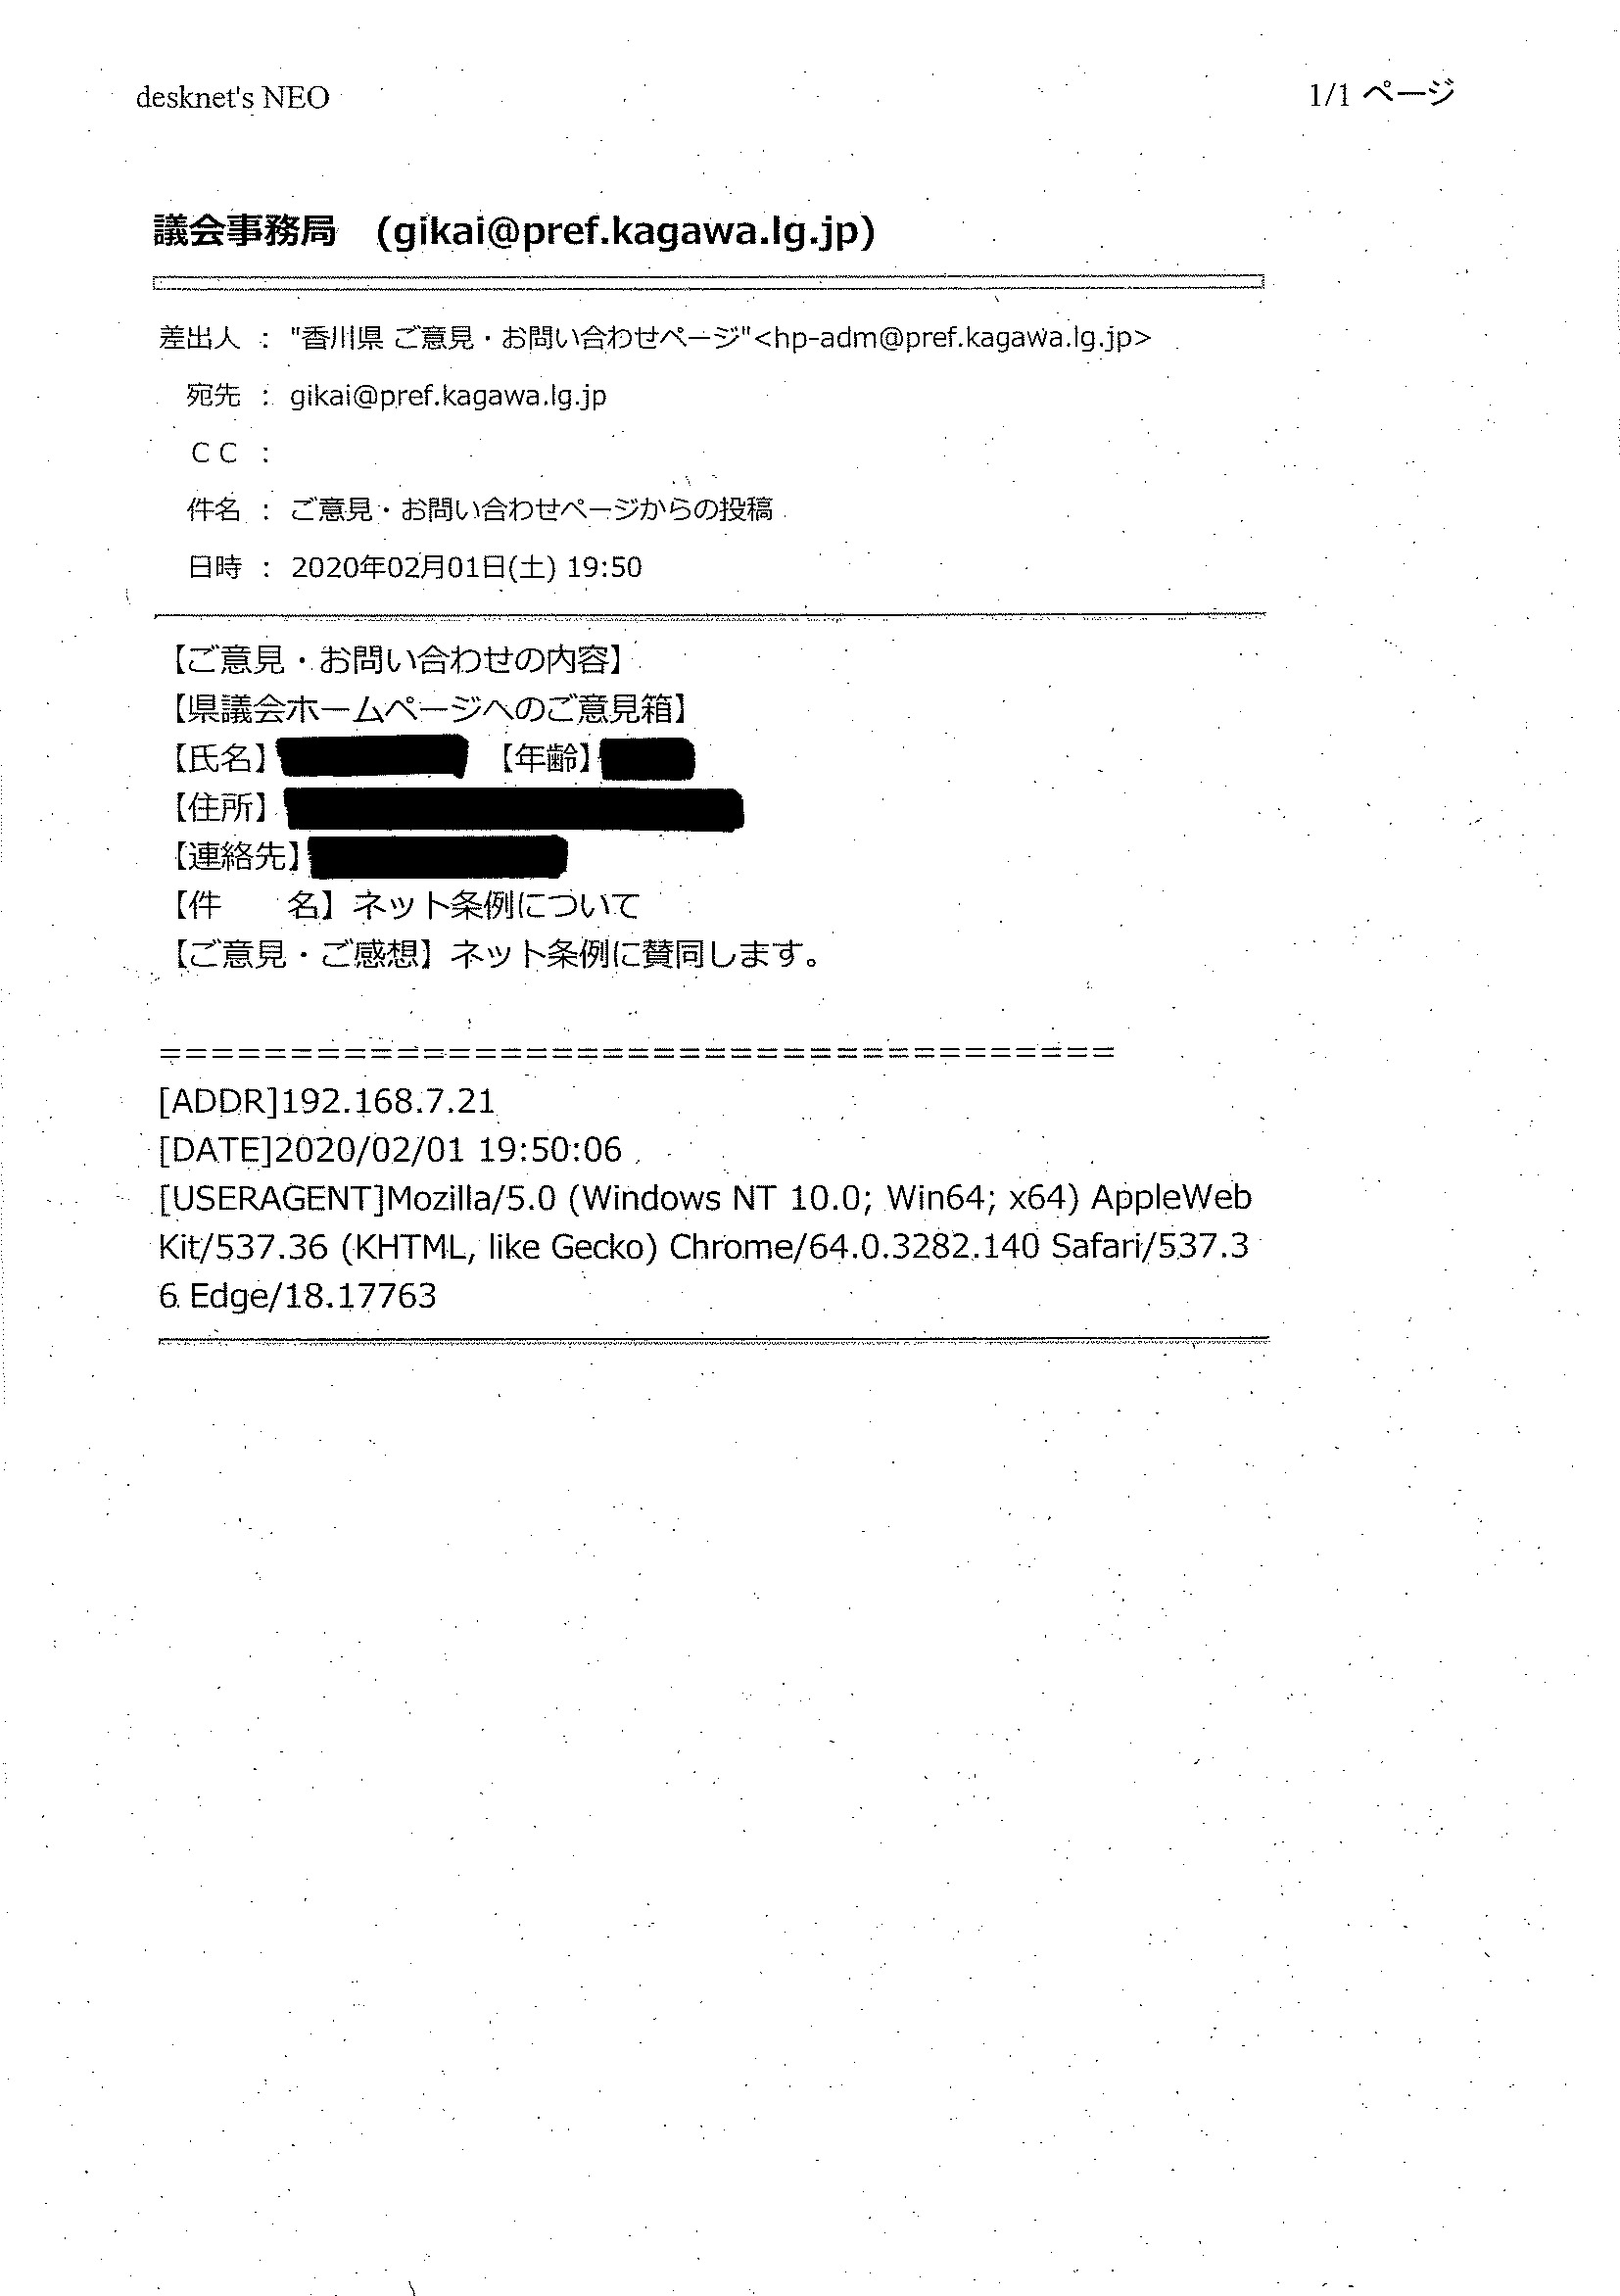 desknet's NEO
1/1 ページ
議会事務局 (gikai@pref.kagawa.lg.jp)
差出人 : "香川県 ご意見・お問い合わせページ"<hp-adm@pref.kagawa.lg.jp>
宛先 : gikai@pref.kagawa.lg.jp
CC :
件名 : ご意見・お問い合わせページからの投稿
日時 : 2020年02月01日(土) 19:50
【ご意見・お問い合わせの内容】
【県議会ホームページへのご意見箱】
【氏名】 【年齢】
【住所】
【連絡先】
【件　　名】ネット条例について
【ご意見・ご感想】ネット条例に賛同します。
=====================================
[ADDR]192.168.7.21
[DATE]2020/02/01 19:50:06
[USERAGENT]Mozilla/5.0 (Windows NT 10.0; Win64; x64) AppleWeb
Kit/537.36 (KHTML, like Gecko) Chrome/64.0.3282.140 Safari/537.3
6 Edge/18.17763